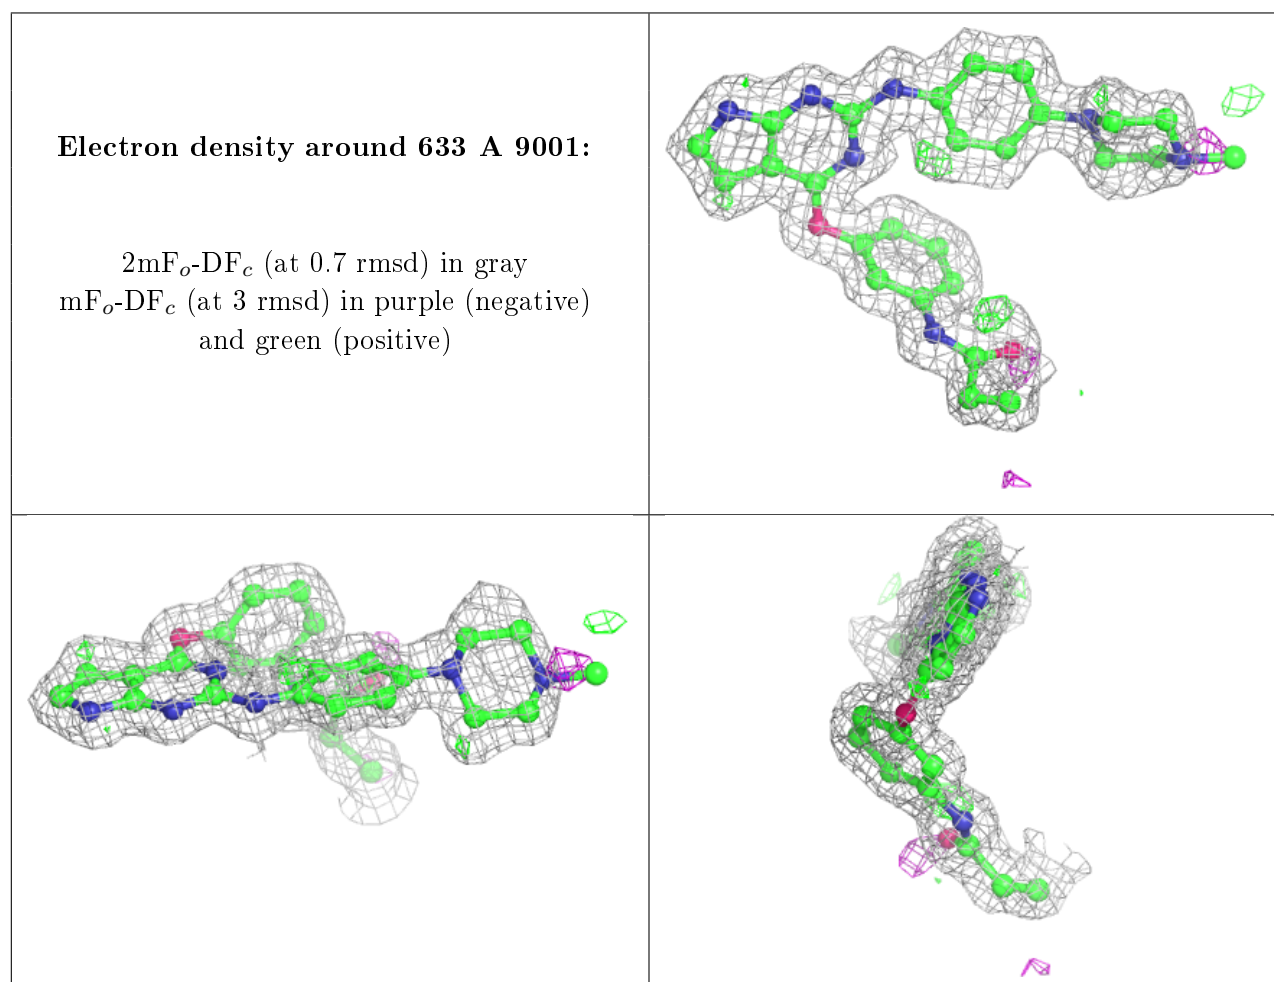 Electron density around 633 A 9001:
2mFo-DFc (at 0.7 rmsd) in gray
mFo-DFc (at 3 rmsd) in purple (negative)
and green (positive)